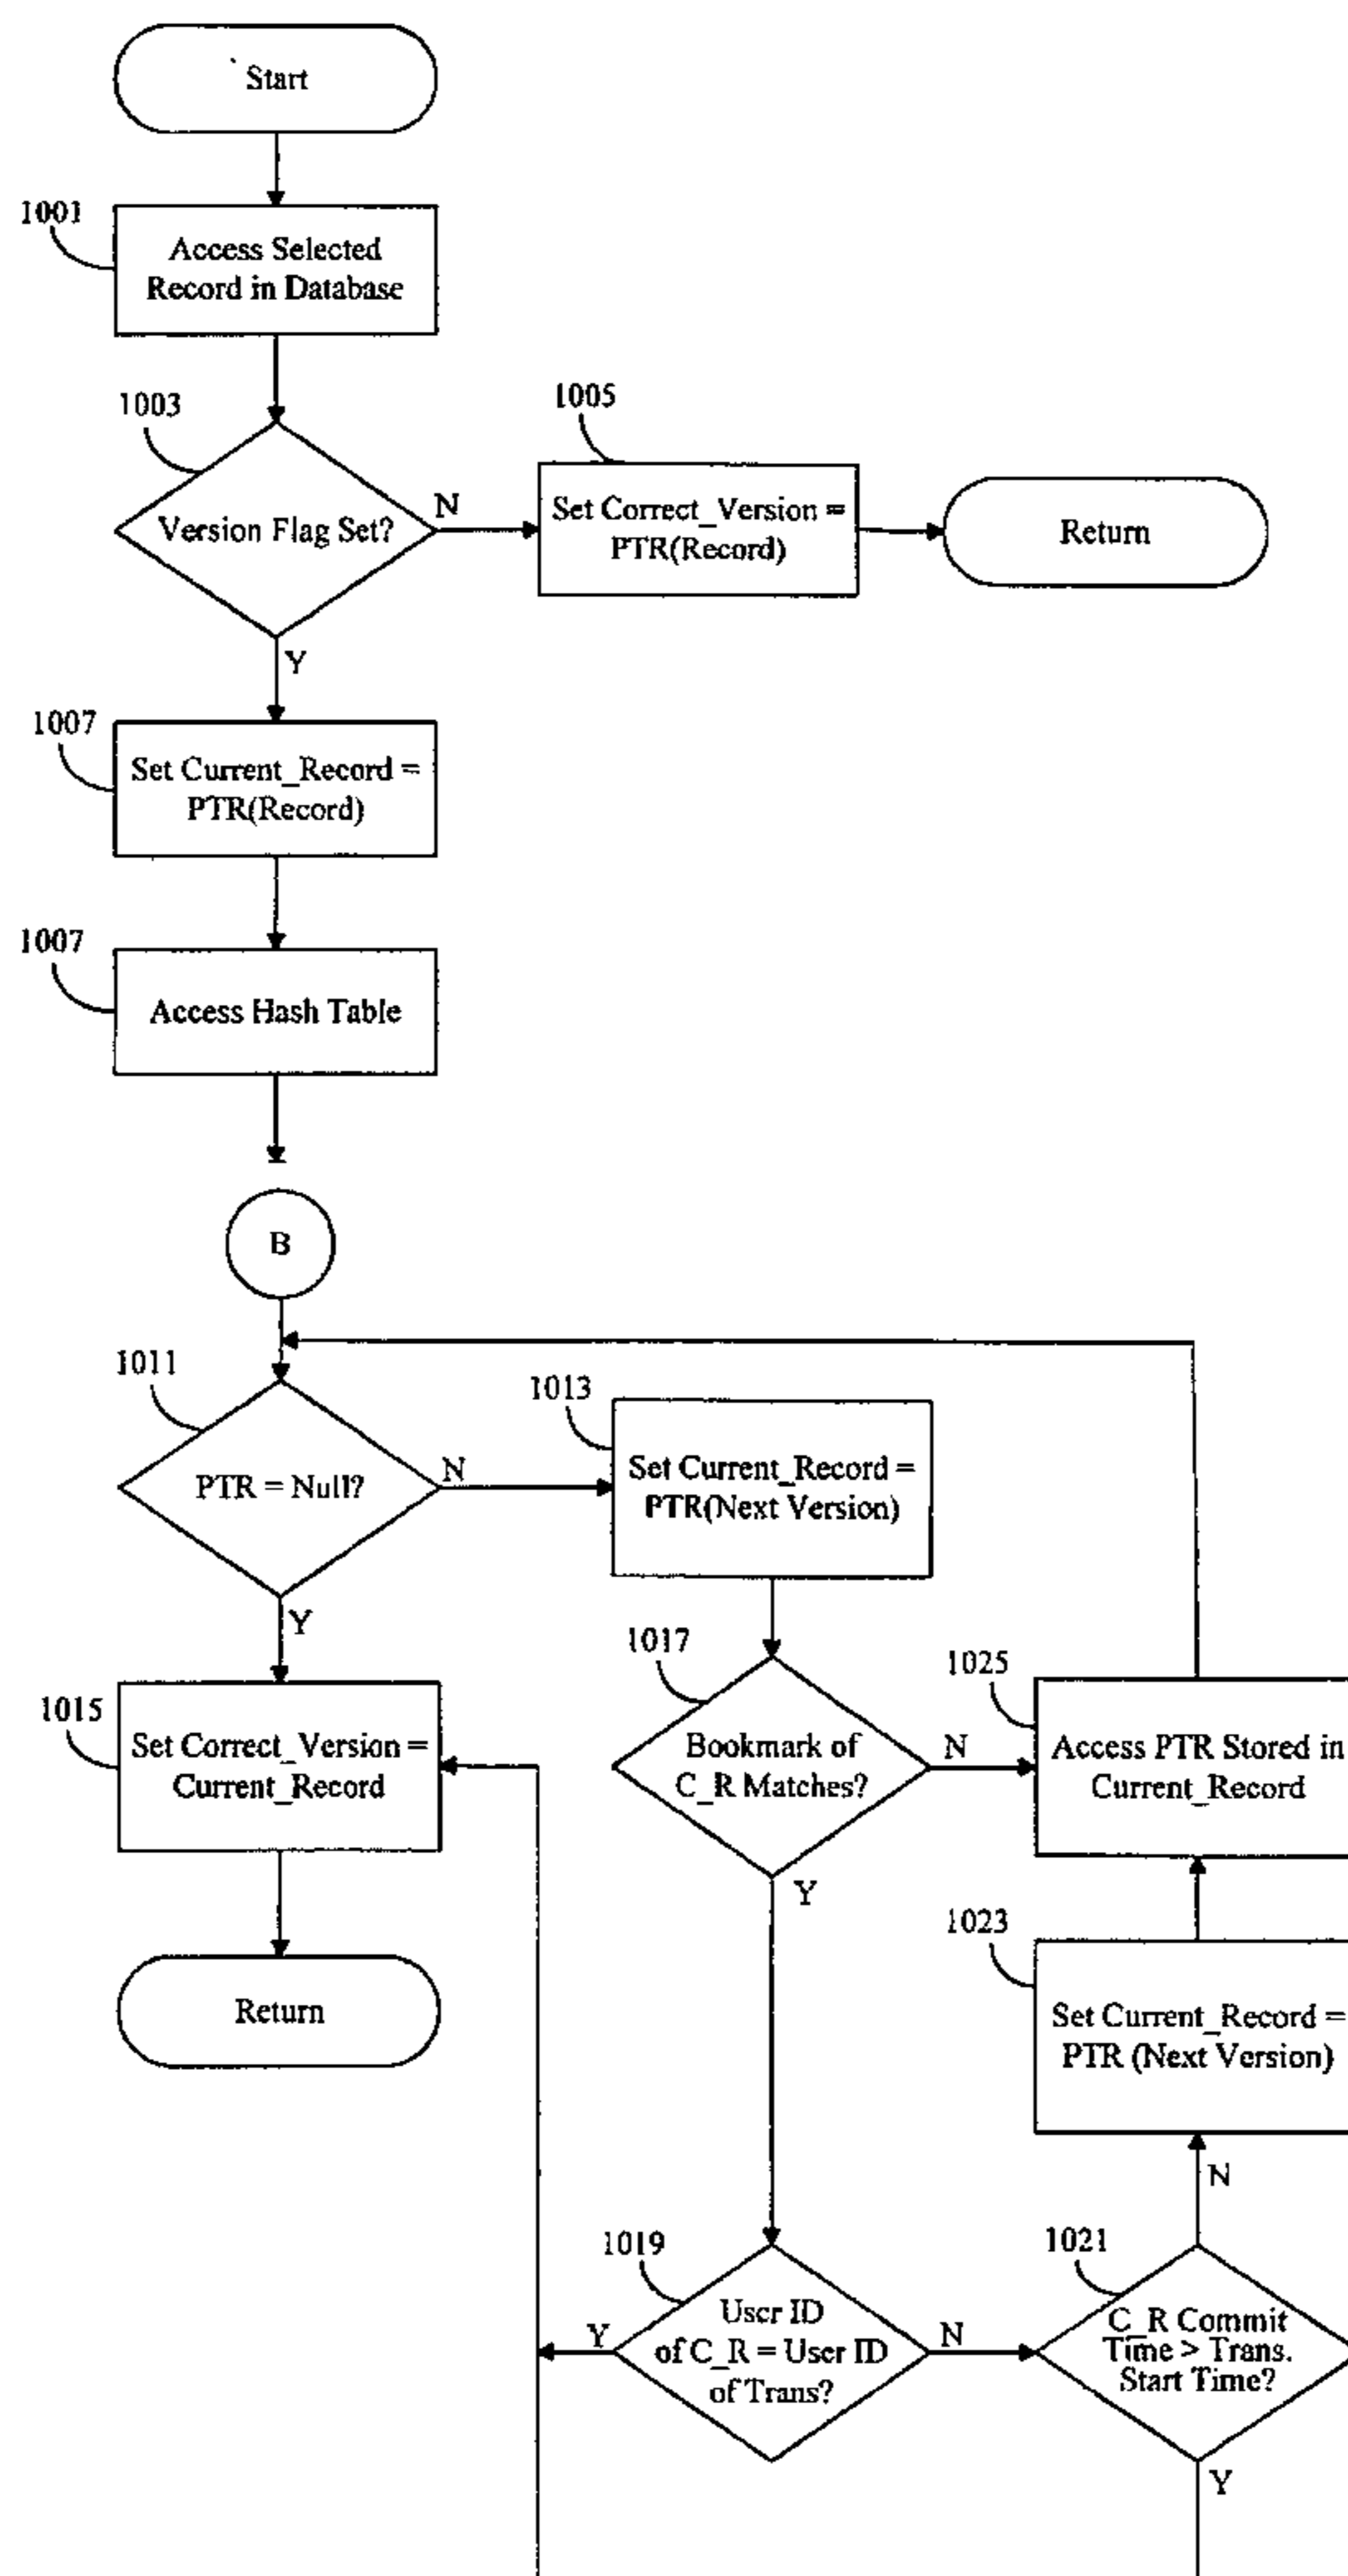 Start
1001
Access Selected
Record in Database
1003
Version Flag Set?
N
1005
Set Correct_Version =
PTR(Record)
Return
Y
1007
Set Current_Record =
PTR(Record)
1007
Access Hash Table
B
1011
PTR = Null?
N
1013
Set Current_Record =
PTR(Next Version)
Y
1015
Set Correct_Version =
Current_Record
Return
1017
Bookmark of
C_R Matches?
N
Y
1025
Access PTR Stored in
Current_Record
1023
Set Current_Record =
PTR (Next Version)
N
1019
User ID
of C_R = User ID
of Trans?
Y
N
1021
C_R Commit
Time > Trans.
Start Time?
Y